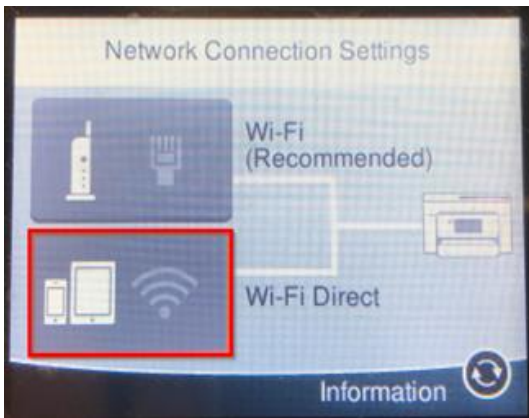 Network Connection Settings
Wi-Fi
(Recommended)
Wi-Fi Direct
Information